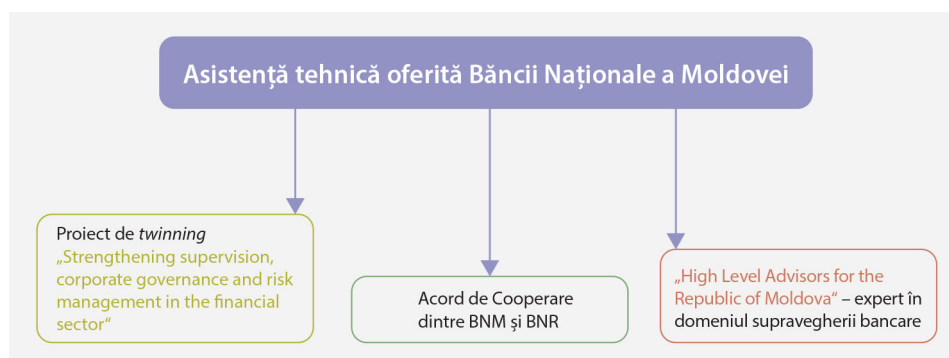 Asistență tehnică oferită Băncii Naționale a Moldovei
Proiect de twinning
„Strengthening supervision,
corporate governance and risk
management in the financial
sector“
Acord de Cooperare
dintre BNM și BNR
„High Level Advisors for the
Republic of Moldova“ – expert în
domeniul supravegherii bancare